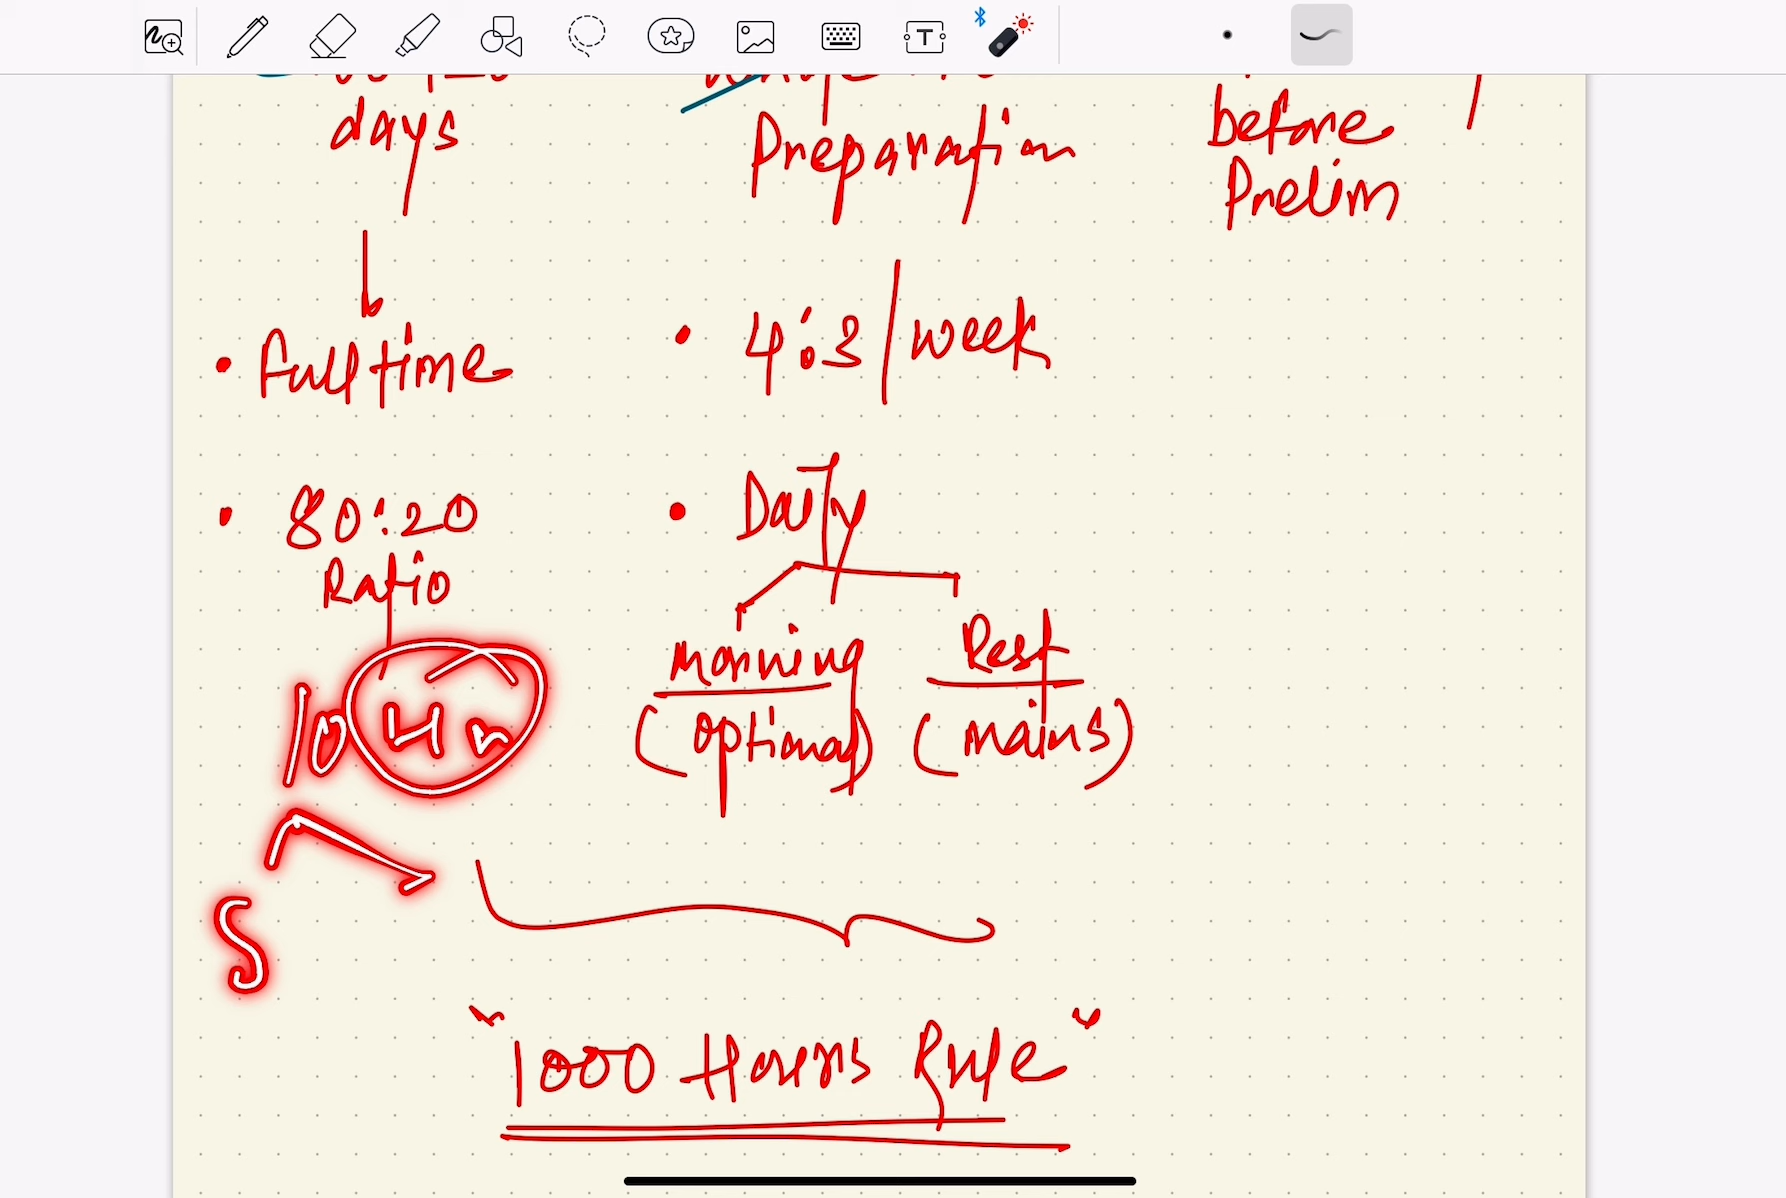 days
Preparation
before
Prelim
• Full time
• 4:3 / week
• 80:20
Ratio
10 Hr
• Daily
Morning
(optional)
Rest
(mains)
"1000 Hours Rule"